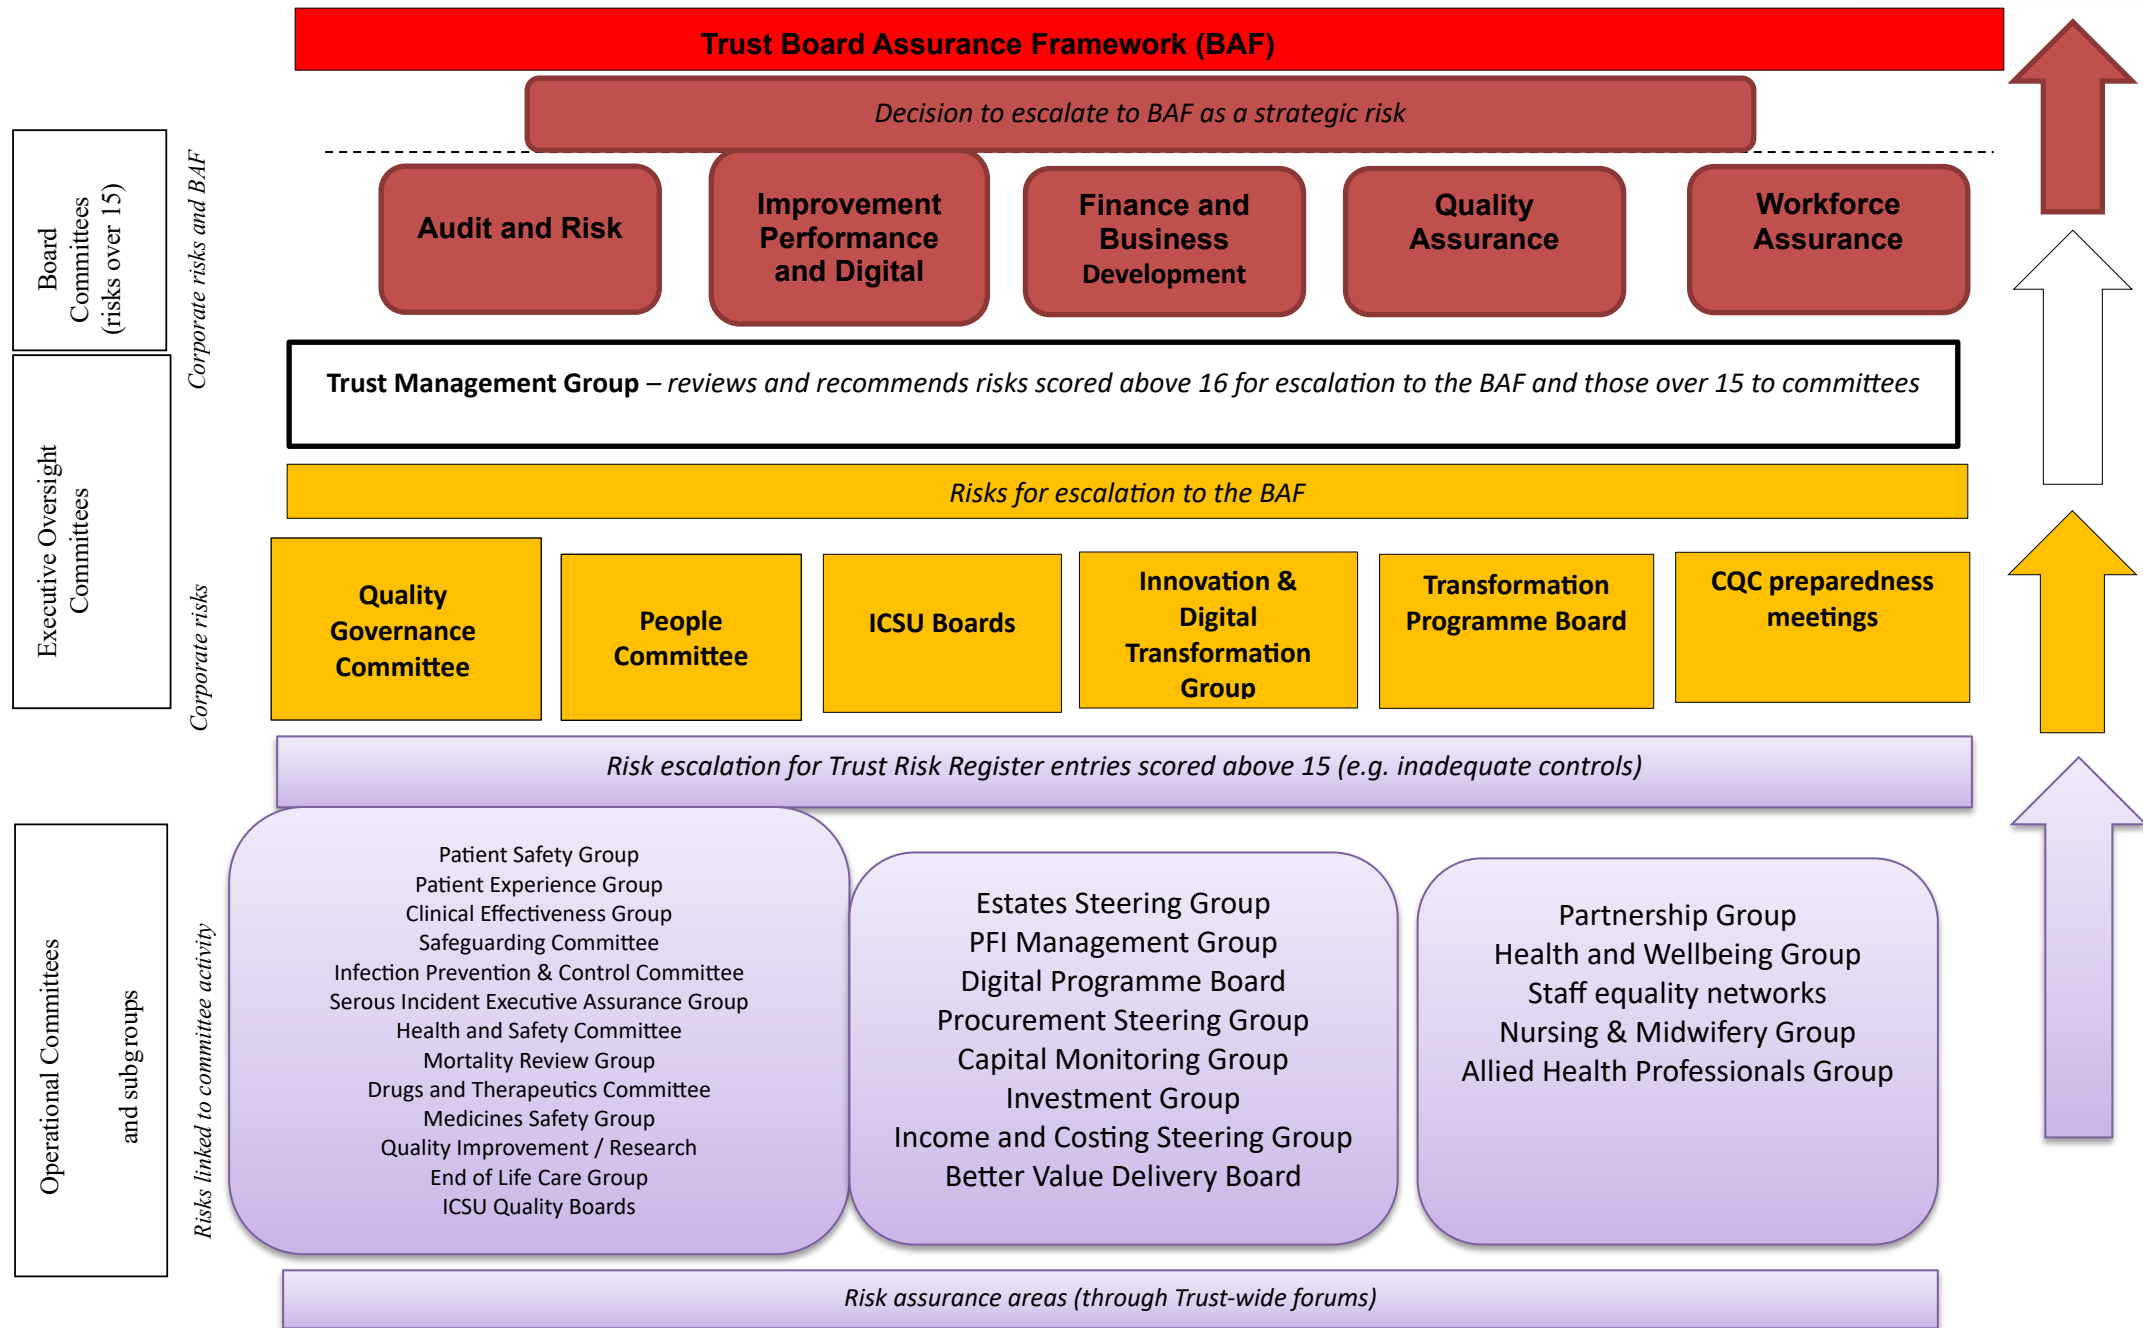 Trust Board Assurance Framework (BAF)
Decision to escalate to BAF as a strategic risk
Board
Committees
(risks over 15)
Corporate risks and BAF
Audit and Risk
Improvement
Performance
and Digital
Finance and
Business
Development
Quality
Assurance
Workforce
Assurance
Trust Management Group – reviews and recommends risks scored above 16 for escalation to the BAF and those over 15 to committees
Executive Oversight
Committees
Corporate risks
Risks for escalation to the BAF
Quality
Governance
Committee
People
Committee
ICSU Boards
Innovation &
Digital
Transformation
Group
Transformation
Programme Board
CQC preparedness
meetings
Risk escalation for Trust Risk Register entries scored above 15 (e.g. inadequate controls)
Operational Committees
and subgroups
Risks linked to committee activity
Patient Safety Group
Patient Experience Group
Clinical Effectiveness Group
Safeguarding Committee
Infection Prevention & Control Committee
Serous Incident Executive Assurance Group
Health and Safety Committee
Mortality Review Group
Drugs and Therapeutics Committee
Medicines Safety Group
Quality Improvement / Research
End of Life Care Group
ICSU Quality Boards
Estates Steering Group
PFI Management Group
Digital Programme Board
Procurement Steering Group
Capital Monitoring Group
Investment Group
Income and Costing Steering Group
Better Value Delivery Board
Partnership Group
Health and Wellbeing Group
Staff equality networks
Nursing & Midwifery Group
Allied Health Professionals Group
Risk assurance areas (through Trust-wide forums)